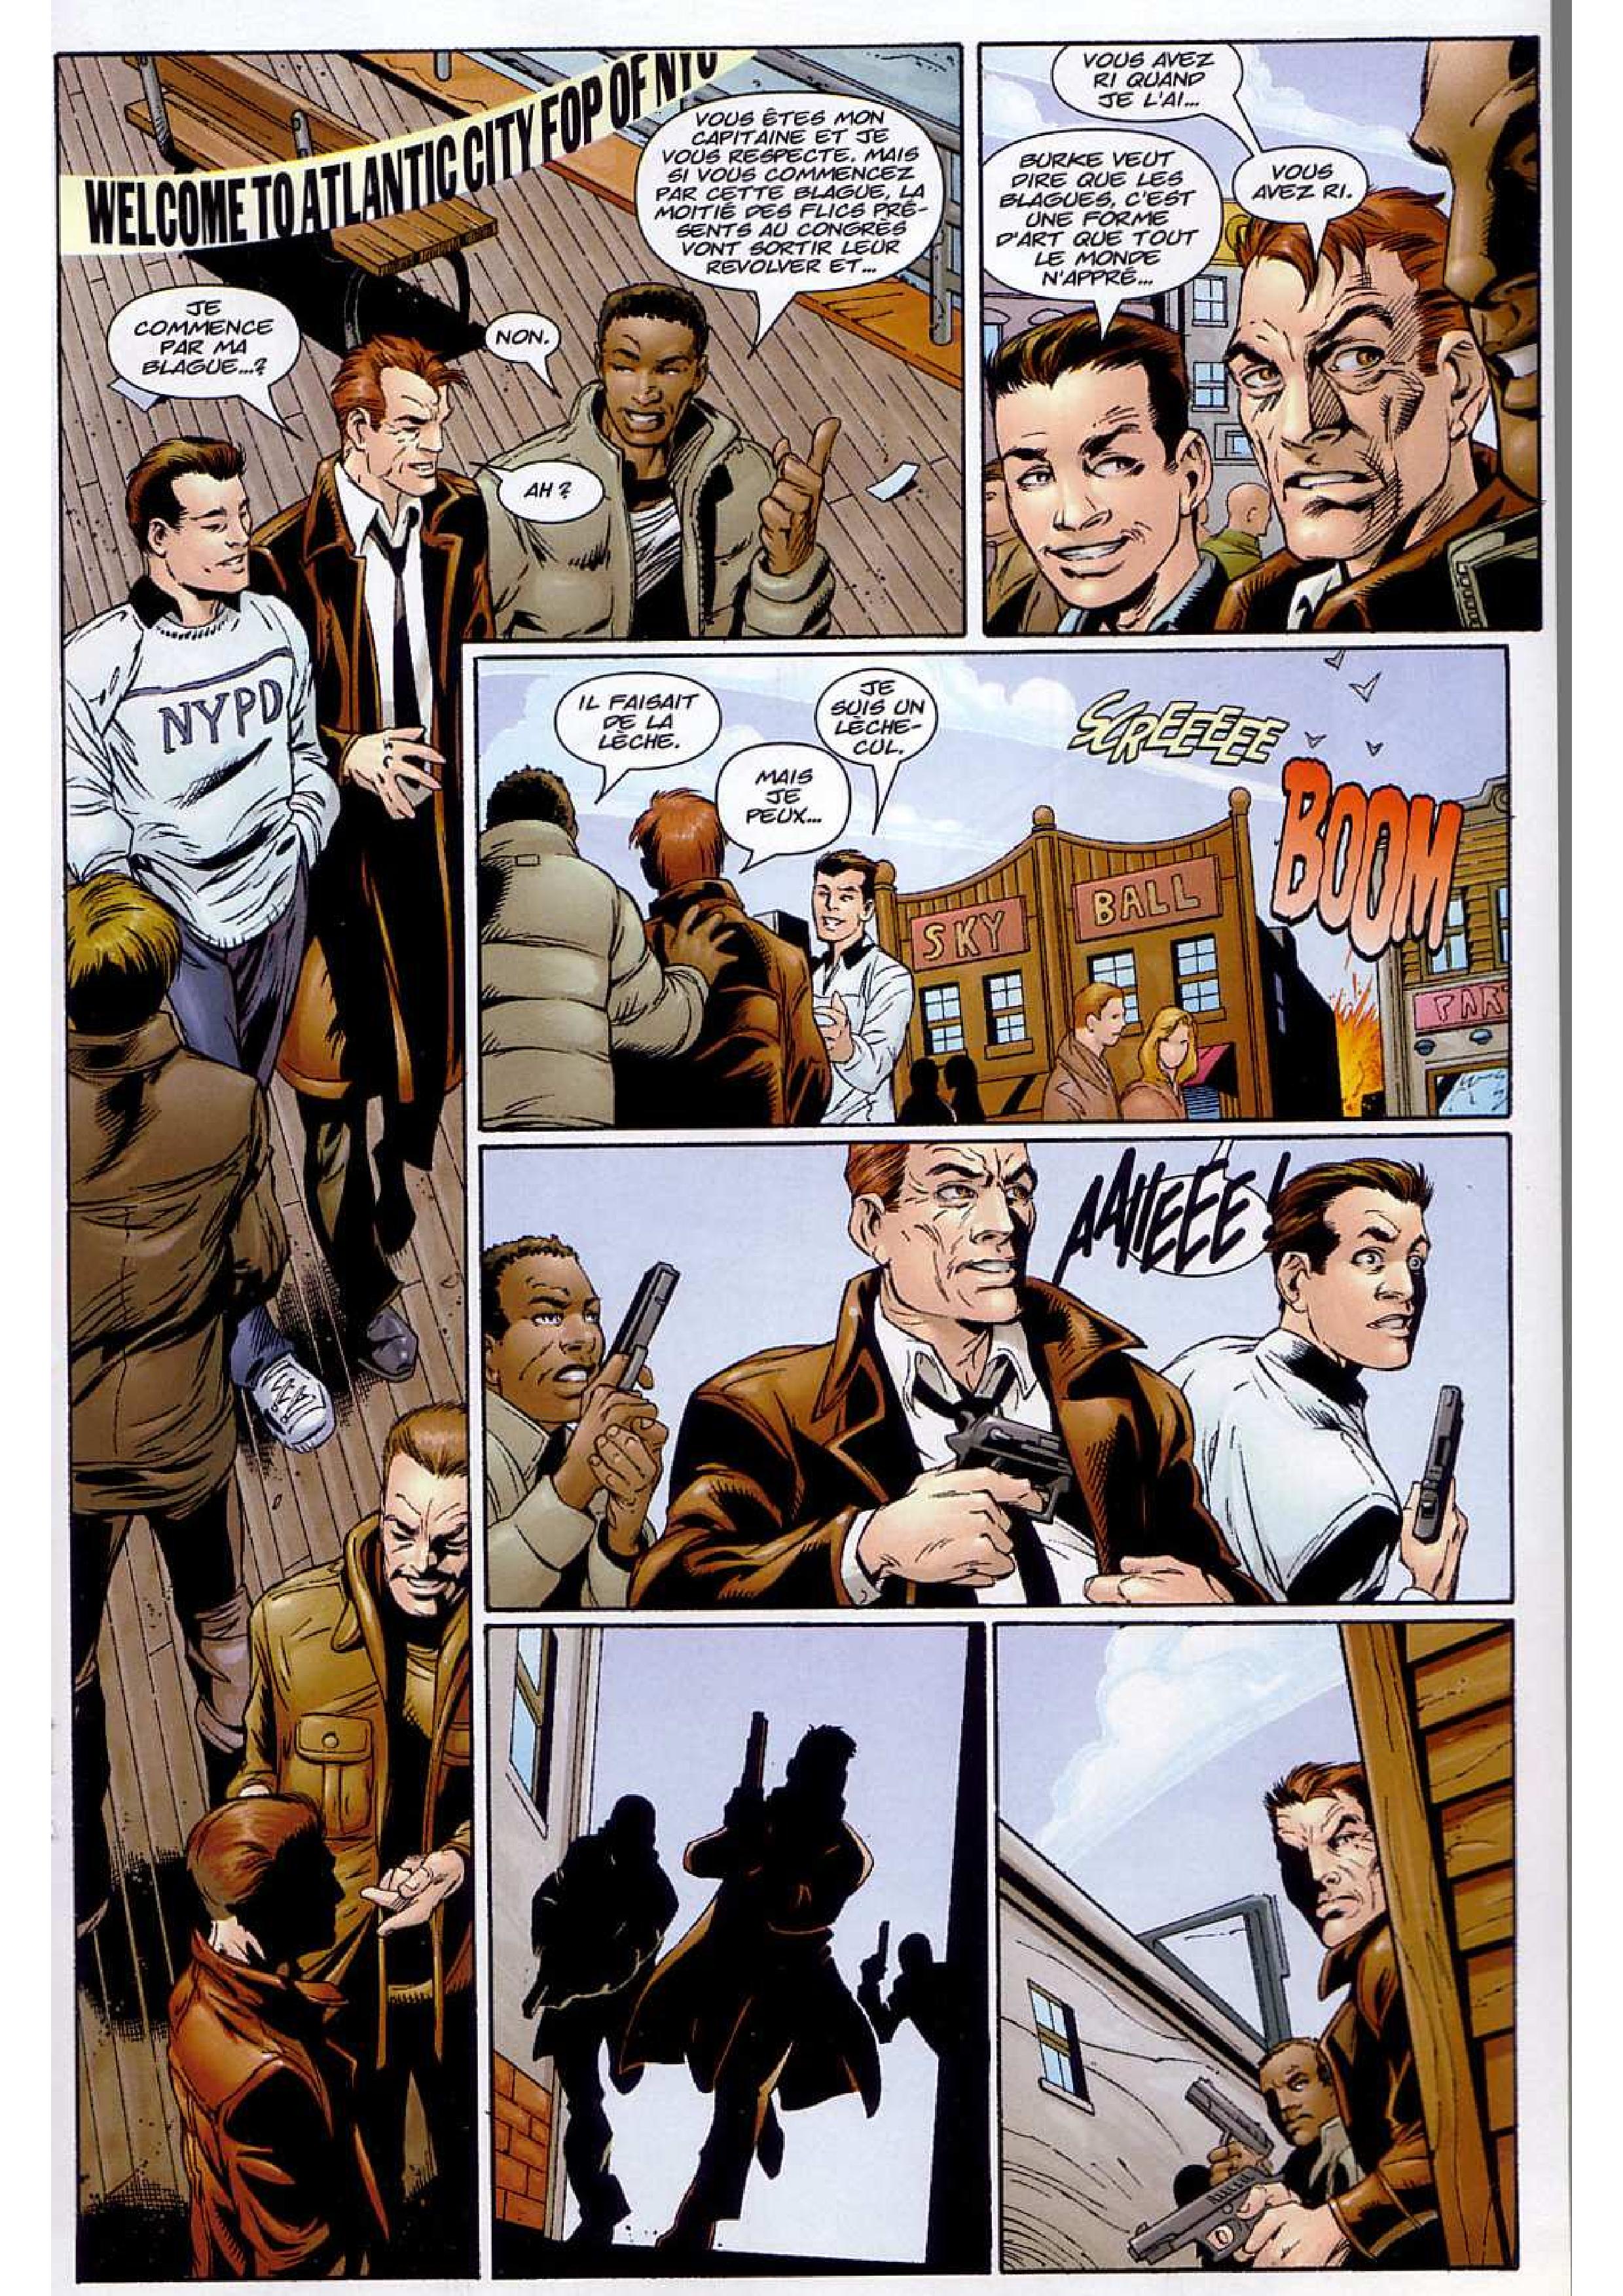 WELCOME TO ATLANTIC CITY FOP OF NYC
JE
COMMENCE
PAR MA
BLAGUE...?
AH ?
NON.
VOUS ÊTES MON
CAPITAINE ET JE
VOUS RESPECTE. MAIS
SI VOUS COMMENCEZ
PAR CETTE BLAGUE, LA
MOITIÉ DES FLICS PRÉ-
SENTS AU CONGRÈS
VONT SORTIR LEUR
REVOLVER ET...
NYPD
VOUS AVEZ
RI QUAND
JE L'AI...
BURKE VEUT
DIRE QUE LES
BLAGUES, C'EST
UNE FORME
D'ART QUE TOUT
LE MONDE
N'APPRÉ...
VOUS
AVEZ RI.
IL FAISAIT
DE LA
LÈCHE.
MAIS
JE
PEUX...
JE
SUIS UN
LÈCHE-
CUL.
SCREEEEE
BOOM
SKY
BALL
PAR
AAIIEEE!